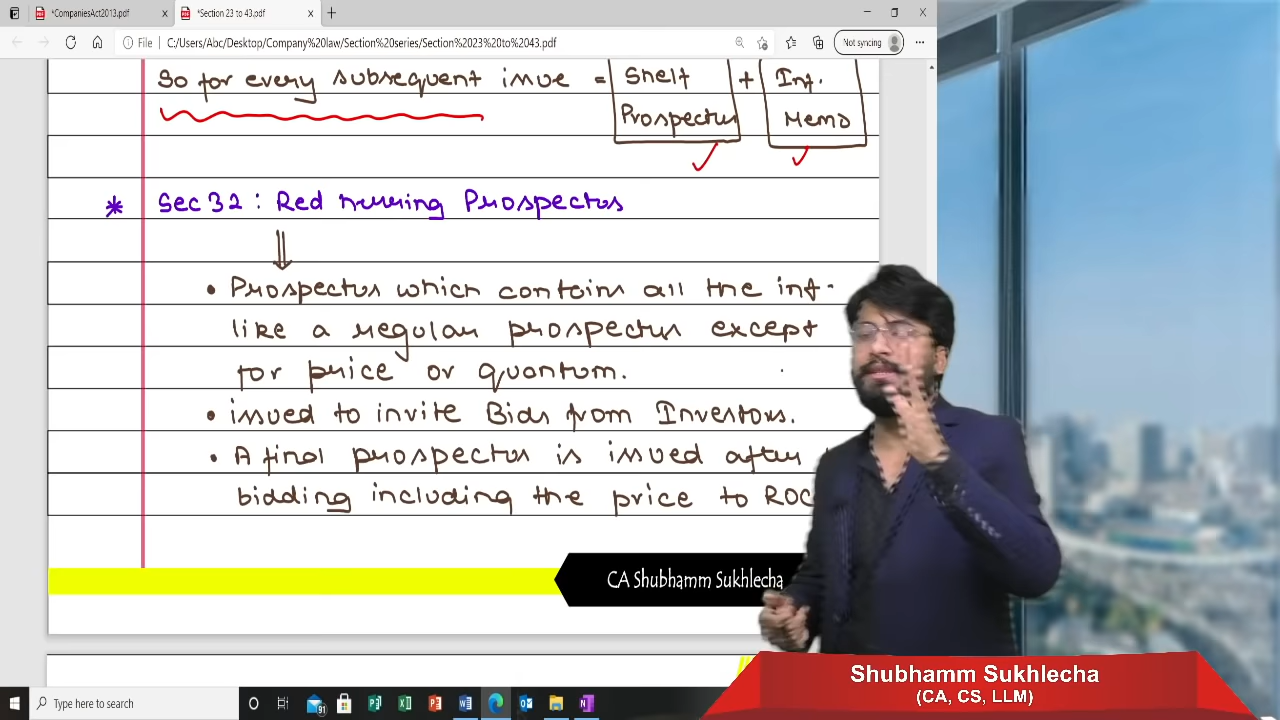 *CompaniesAct2013.pdf
*Section 23 to 43.pdf
File
C:/Users/Abc/Desktop/Company%20law/Section%20series/Section%2023%20to%2043.pdf
Not syncing
So for every subsequent issue = Shelf Prospectus + Inf. Memo
* Sec 32 : Red herring Prospectus
• Prospectus which contains all the inf.
like a regular prospectus except
for price or quantum.
• issued to invite Bids from Investors.
• A final prospectus is issued after
bidding including the price to ROC
CA Shubhamm Sukhlecha
Shubhamm Sukhlecha
(CA, CS, LLM)
Type here to search
91